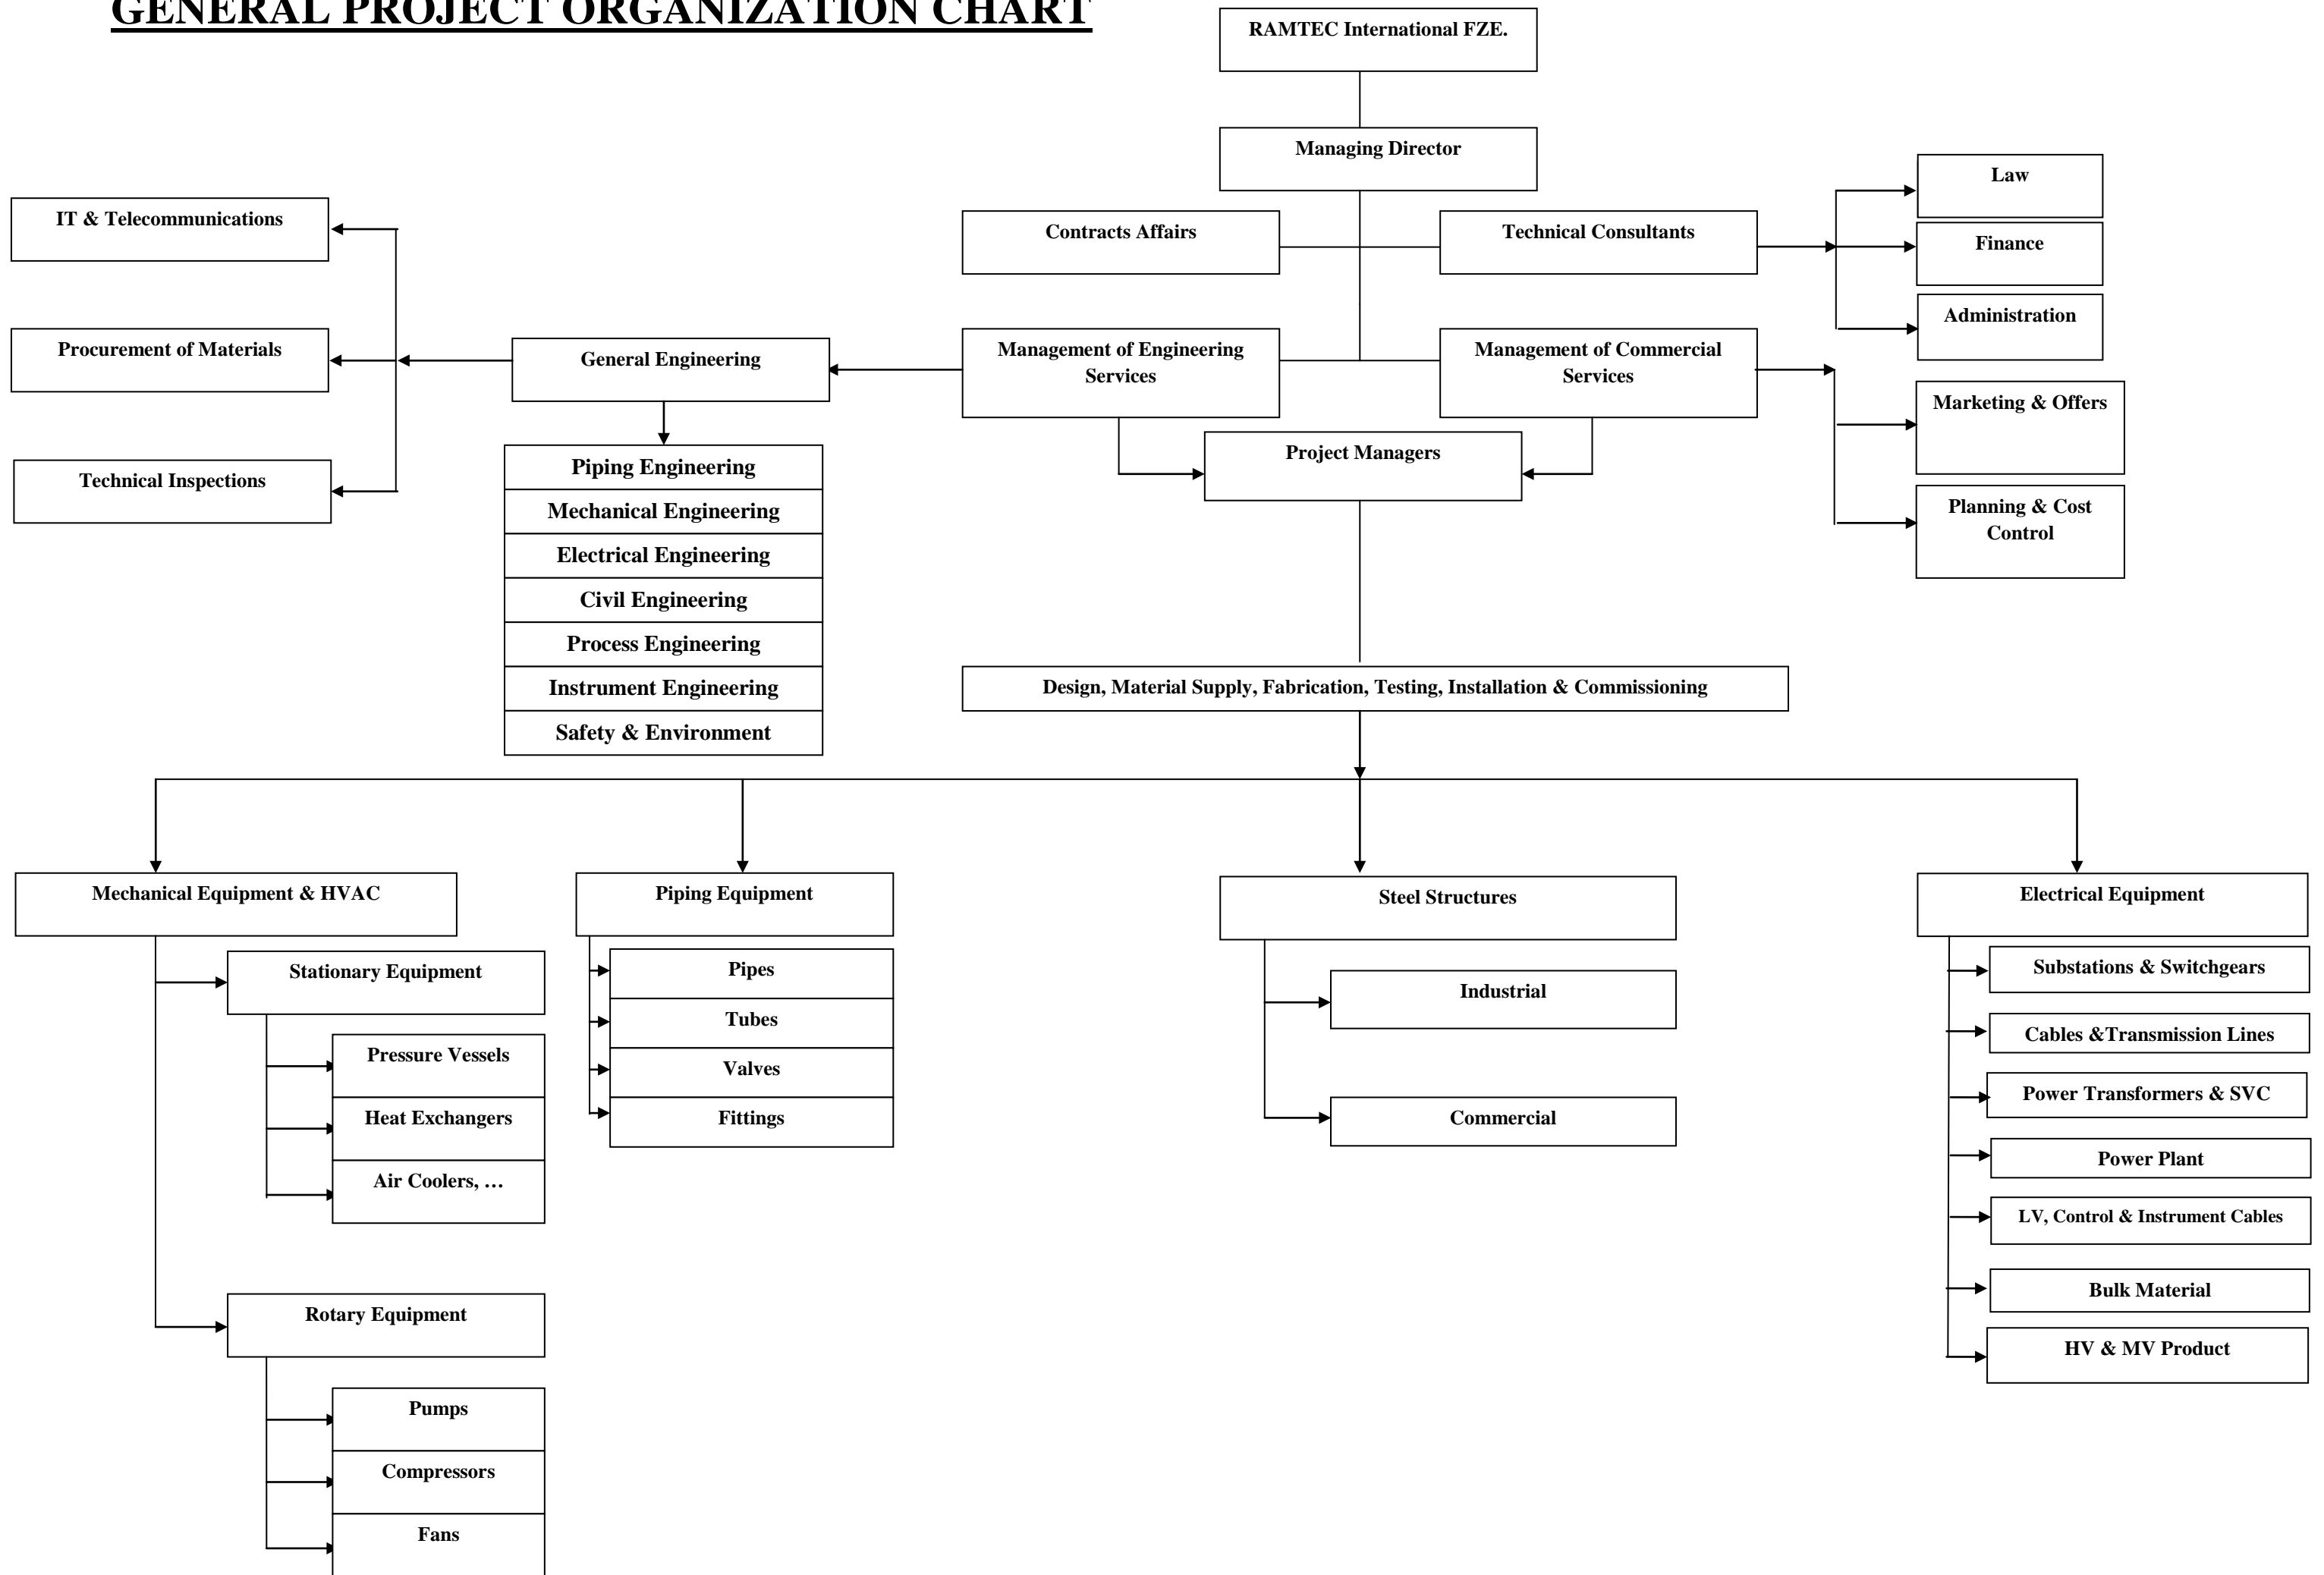 GENERAL PROJECT ORGANIZATION CHART
RAMTEC International FZE.
Managing Director
Contracts Affairs
Technical Consultants
Law
Finance
Administration
Management of Engineering
Services
Management of Commercial
Services
Marketing & Offers
Planning & Cost
Control
Project Managers
General Engineering
IT & Telecommunications
Procurement of Materials
Technical Inspections
Piping Engineering
Mechanical Engineering
Electrical Engineering
Civil Engineering
Process Engineering
Instrument Engineering
Safety & Environment
Design, Material Supply, Fabrication, Testing, Installation & Commissioning
Mechanical Equipment & HVAC
Stationary Equipment
Pressure Vessels
Heat Exchangers
Air Coolers, …
Rotary Equipment
Pumps
Compressors
Fans
Piping Equipment
Pipes
Tubes
Valves
Fittings
Steel Structures
Industrial
Commercial
Electrical Equipment
Substations & Switchgears
Cables &Transmission Lines
Power Transformers & SVC
Power Plant
LV, Control & Instrument Cables
Bulk Material
HV & MV Product